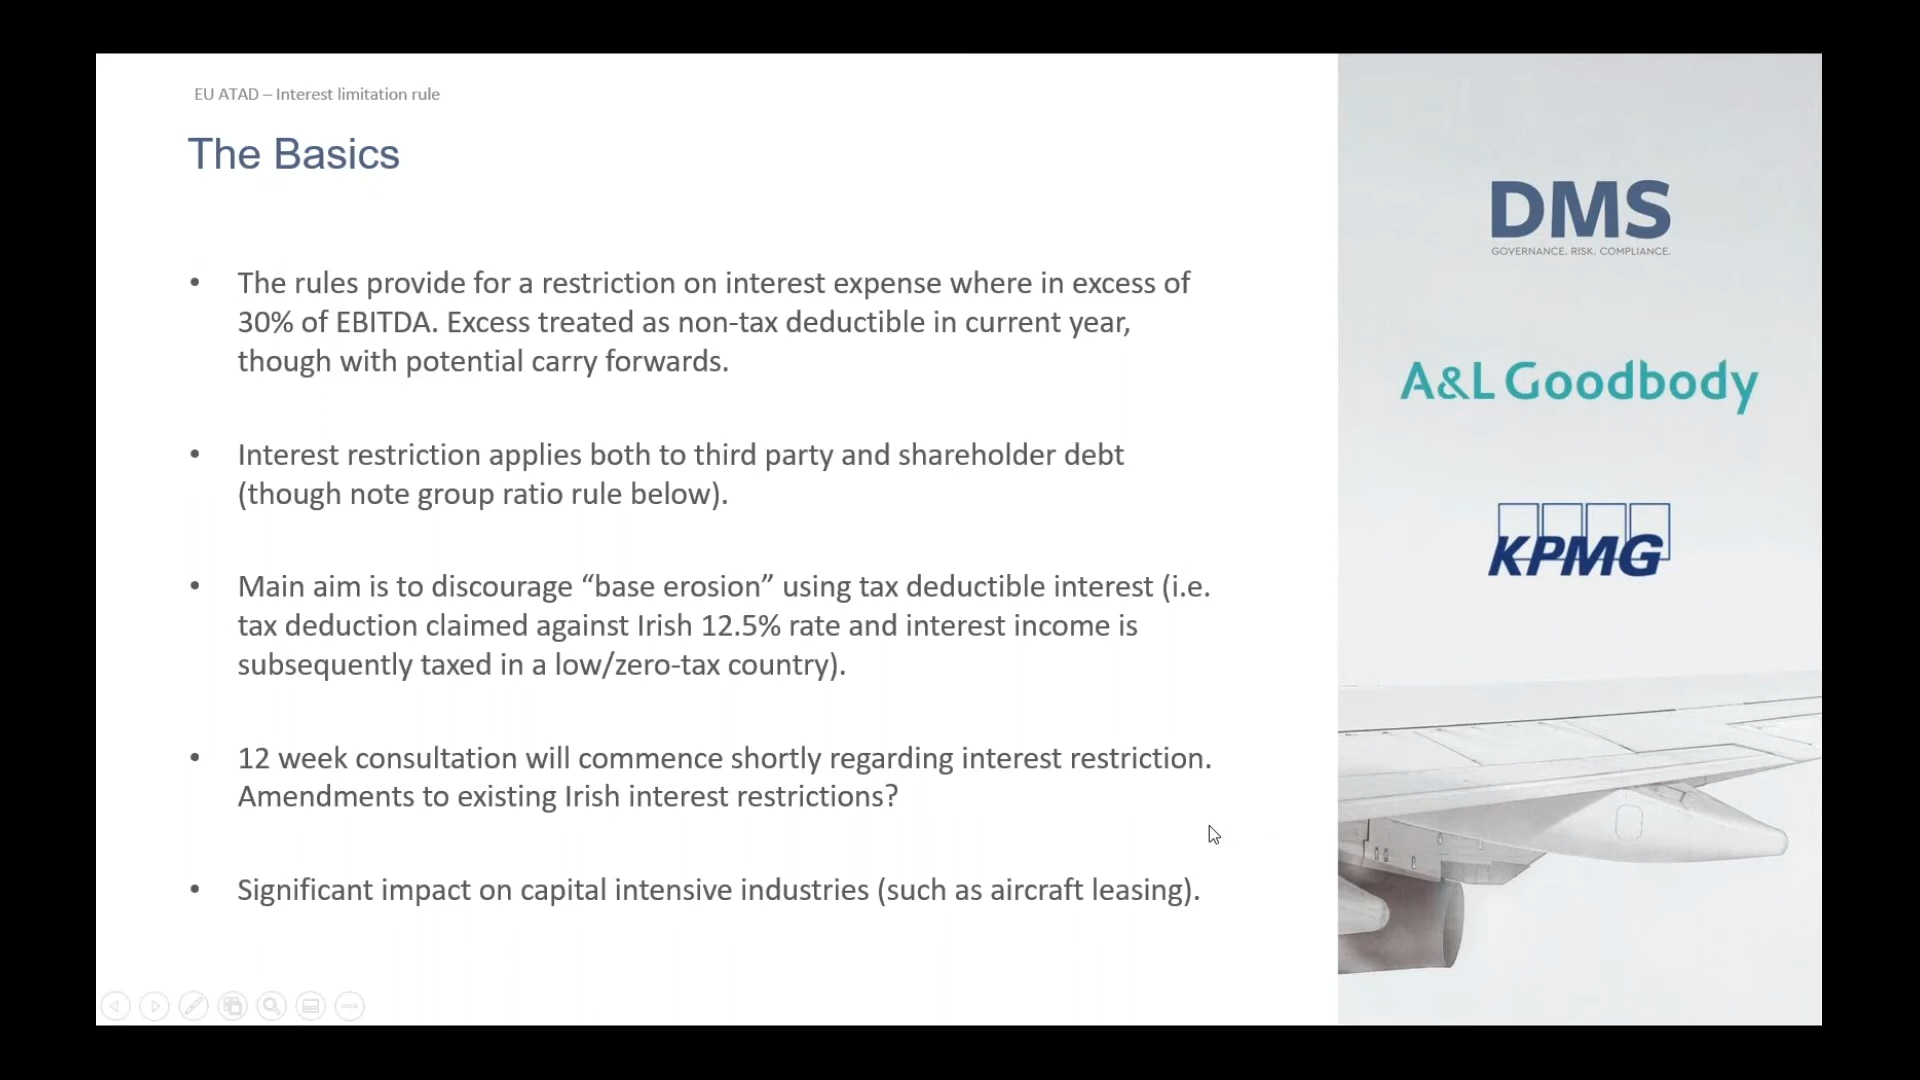 EU ATAD – Interest limitation rule
The Basics
• The rules provide for a restriction on interest expense where in excess of
30% of EBITDA. Excess treated as non-tax deductible in current year,
though with potential carry forwards.
• Interest restriction applies both to third party and shareholder debt
(though note group ratio rule below).
• Main aim is to discourage “base erosion” using tax deductible interest (i.e.
tax deduction claimed against Irish 12.5% rate and interest income is
subsequently taxed in a low/zero-tax country).
• 12 week consultation will commence shortly regarding interest restriction.
Amendments to existing Irish interest restrictions?
• Significant impact on capital intensive industries (such as aircraft leasing).
DMS
GOVERNANCE. RISK. COMPLIANCE.
A&L Goodbody
KPMG